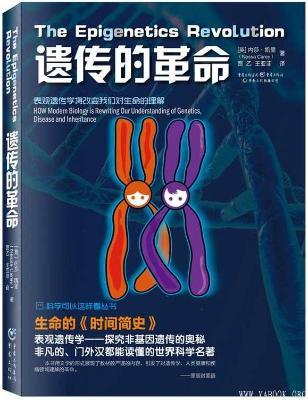 The Epigenetics Revolution
遗传的革命
The Epigenetics Revolution
遗传的革命
[英]内莎·凯里 著
(Nessa Carey)
贾乙 王亚菲 译
表观遗传学将改变我们对生命的理解
HOW Modern Biology is Rewriting Our Understanding of Genetics,
Disease and Inheritance
科学可以这样看丛书
生命的《时间简史》
表观遗传学——探究非基因遗传的奥秘
非凡的、门外汉都能读懂的世界科学名著
WWW.YABOOK.ORG